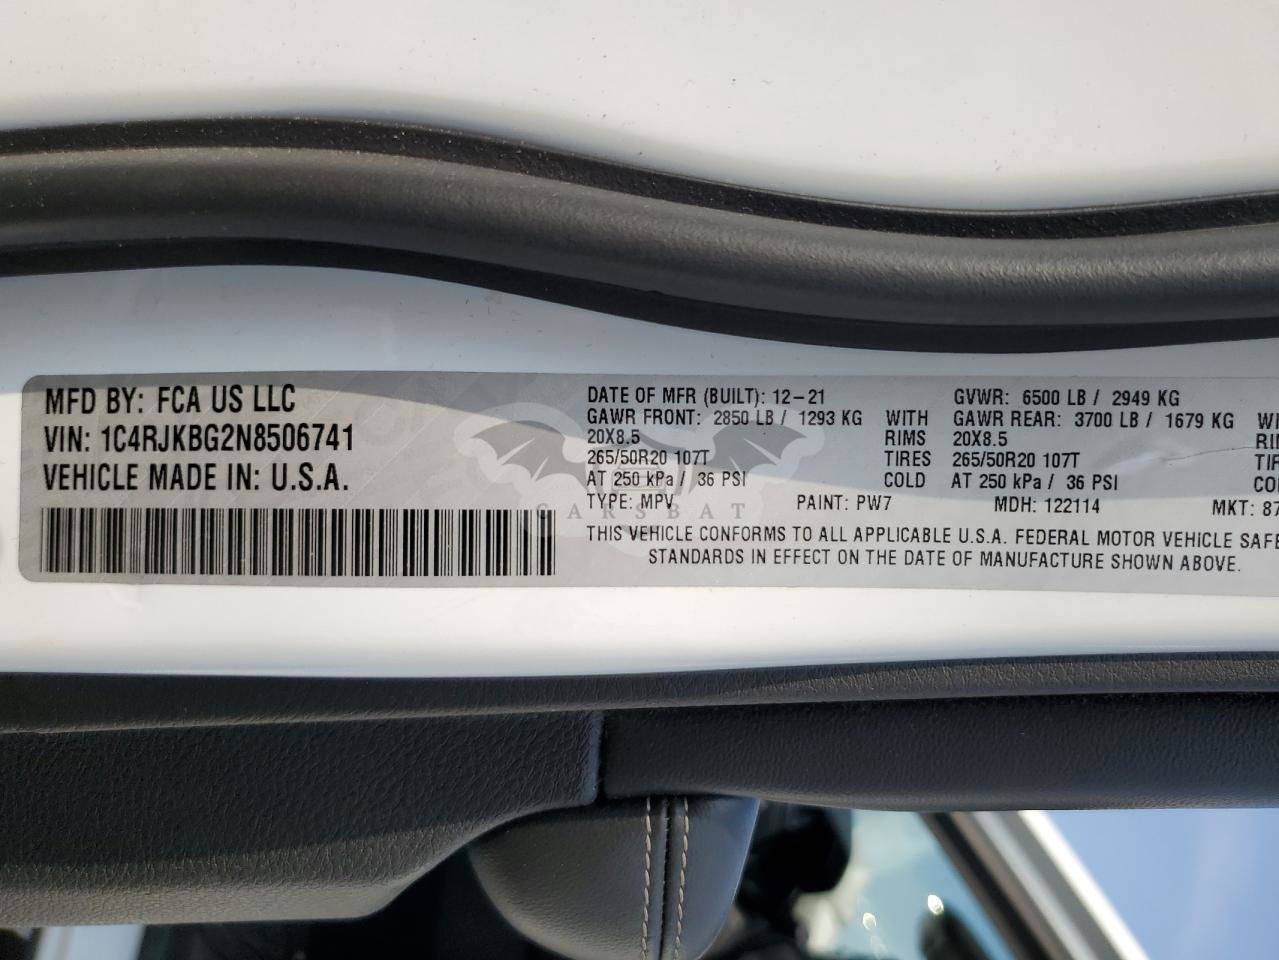 MFD BY: FCA US LLC
VIN: 1C4RJKBG2N8506741
VEHICLE MADE IN: U.S.A.
DATE OF MFR (BUILT): 12-21 GVWR: 6500 LB / 2949 KG
GAWR FRONT: 2850 LB / 1293 KG WITH GAWR REAR: 3700 LB / 1679 KG
20X8.5 RIMS 20X8.5
265/50R20 107T TIRES 265/50R20 107T
AT 250 kPa / 36 PSI COLD AT 250 kPa / 36 PSI
TYPE: MPV PAINT: PW7 MDH: 122114 MKT: 87
CARSBAT
THIS VEHICLE CONFORMS TO ALL APPLICABLE U.S.A. FEDERAL MOTOR VEHICLE SAFE
STANDARDS IN EFFECT ON THE DATE OF MANUFACTURE SHOWN ABOVE.